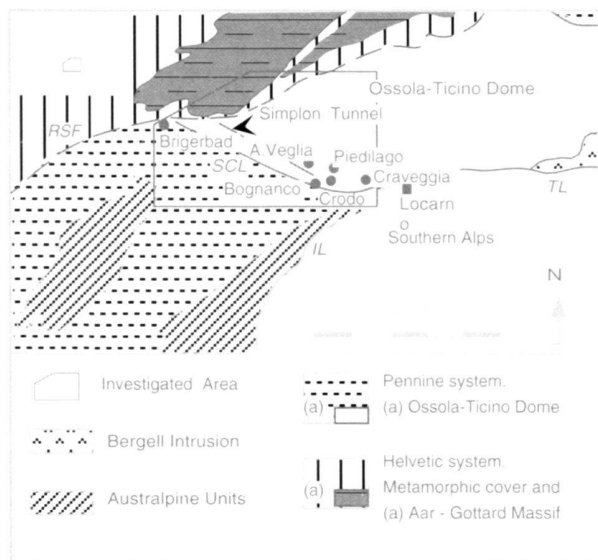 Ossola-Ticino Dome
Simplon Tunnel
RSF
Brigerbad
A.Veglia
Piedilago
SCL
Craveggia
TL
Bognanco
Crodo
Locarn
Southern Alps
IL
N
Investigated Area
Bergell Intrusion
Australpine Units
Pennine system.
(a) (a) Ossola-Ticino Dome
Helvetic system.
(a) Metamorphic cover and
(a) Aar - Gottard Massif